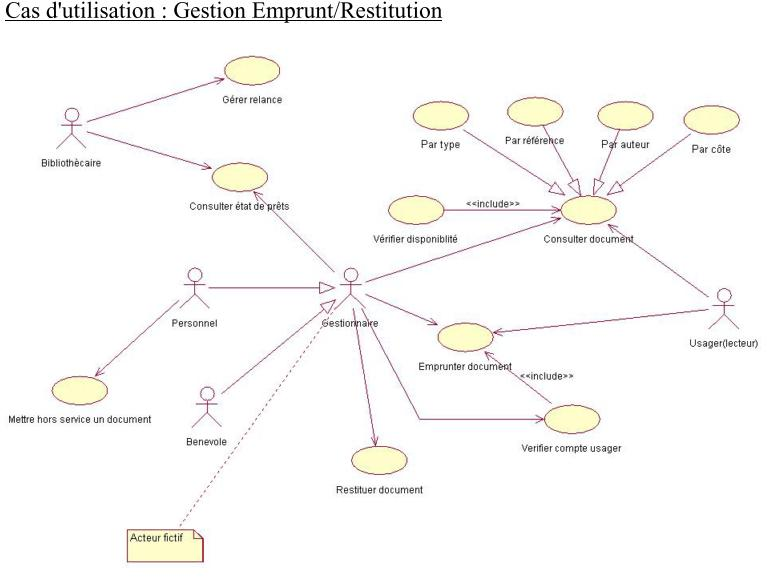 Cas d'utilisation : Gestion Emprunt/Restitution
Gérer relance
Bibliothècaire
Par type
Par référence
Par auteur
Par côte
Consulter état de prêts
<<include>>
Vérifier disponiblité
Consulter document
Personnel
Gestionnaire
Usager(lecteur)
Emprunter document
<<include>>
Mettre hors service un document
Benevole
Verifier compte usager
Restituer document
Acteur fictif